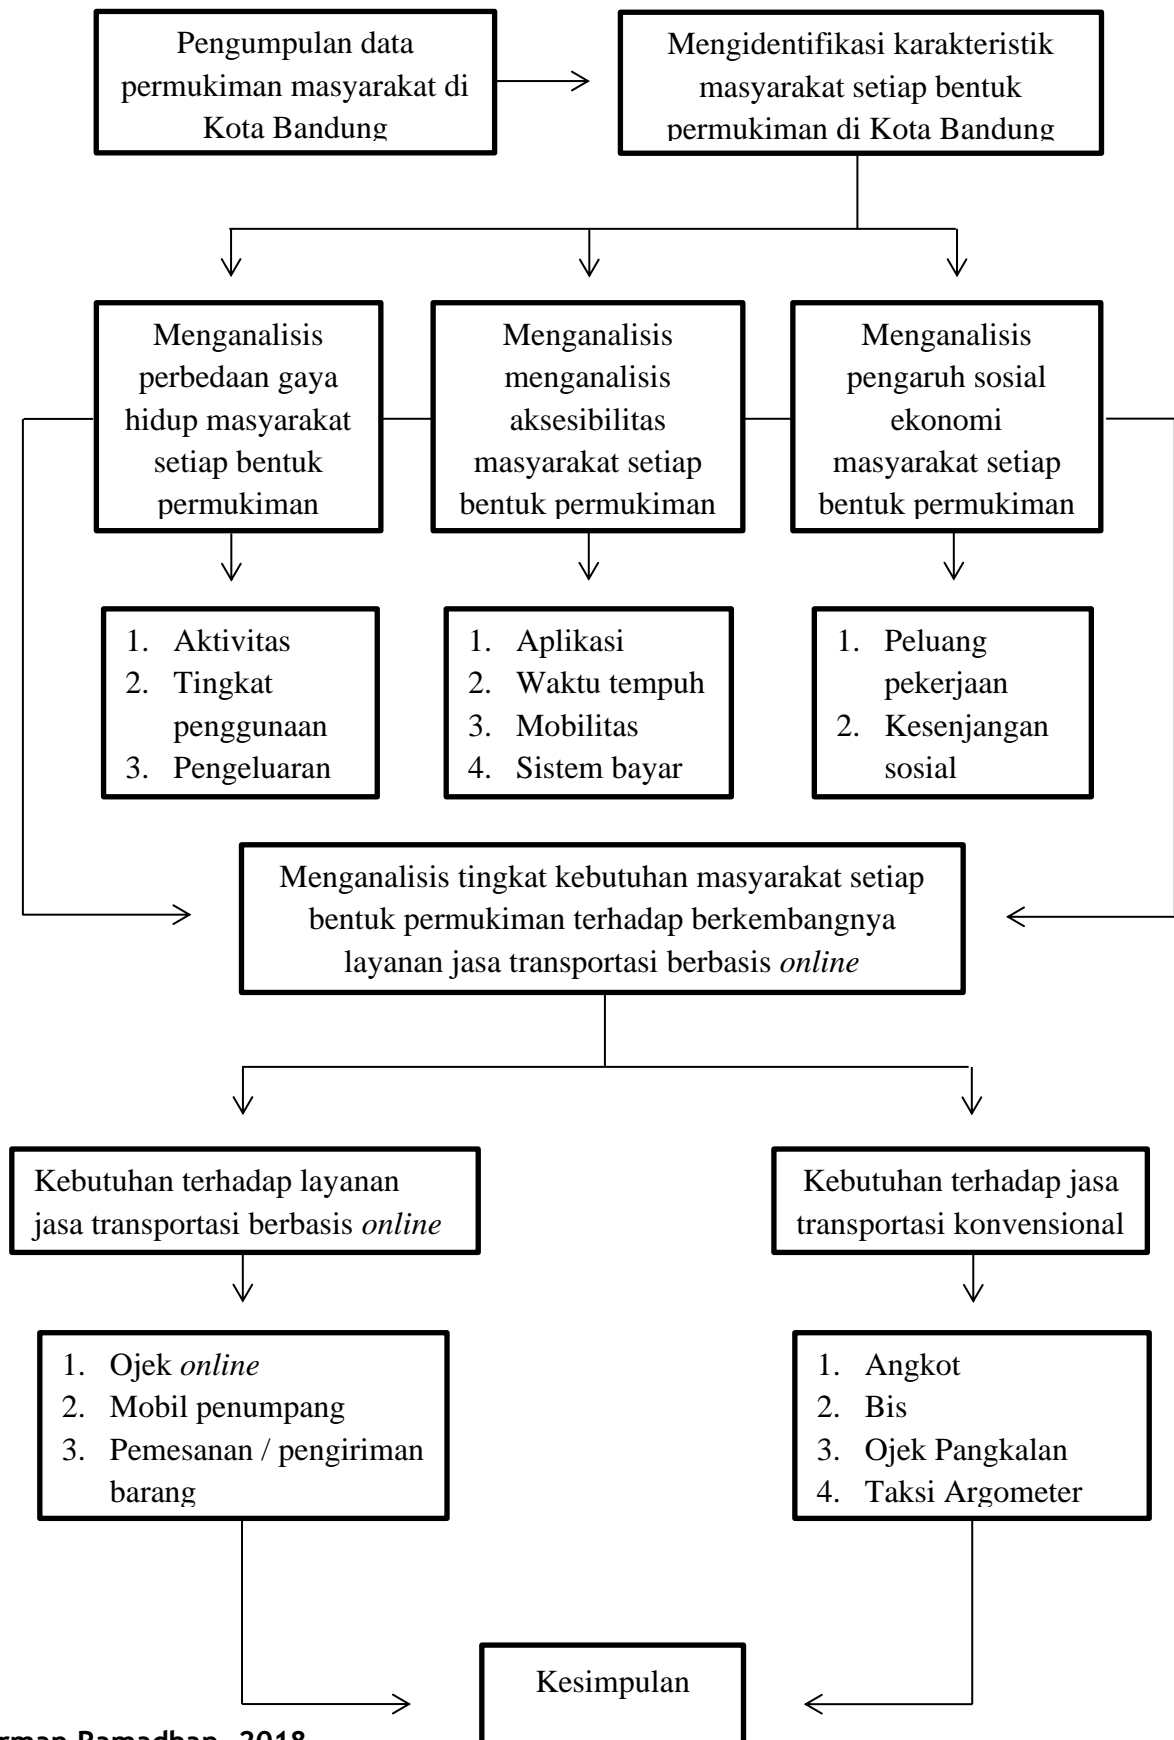 Pengumpulan data
permukiman masyarakat di
Kota Bandung
Mengidentifikasi karakteristik
masyarakat setiap bentuk
permukiman di Kota Bandung
Menganalisis
perbedaan gaya
hidup masyarakat
setiap bentuk
permukiman
Menganalisis
menganalisis
aksesibilitas
masyarakat setiap
bentuk permukiman
Menganalisis
pengaruh sosial
ekonomi
masyarakat setiap
bentuk permukiman
1. Aktivitas
2. Tingkat
penggunaan
3. Pengeluaran
1. Aplikasi
2. Waktu tempuh
3. Mobilitas
4. Sistem bayar
1. Peluang
pekerjaan
2. Kesenjangan
sosial
Menganalisis tingkat kebutuhan masyarakat setiap
bentuk permukiman terhadap berkembangnya
layanan jasa transportasi berbasis online
Kebutuhan terhadap layanan
jasa transportasi berbasis online
Kebutuhan terhadap jasa
transportasi konvensional
1. Ojek online
2. Mobil penumpang
3. Pemesanan / pengiriman
barang
1. Angkot
2. Bis
3. Ojek Pangkalan
4. Taksi Argometer
Kesimpulan
Ramadhan, 2018